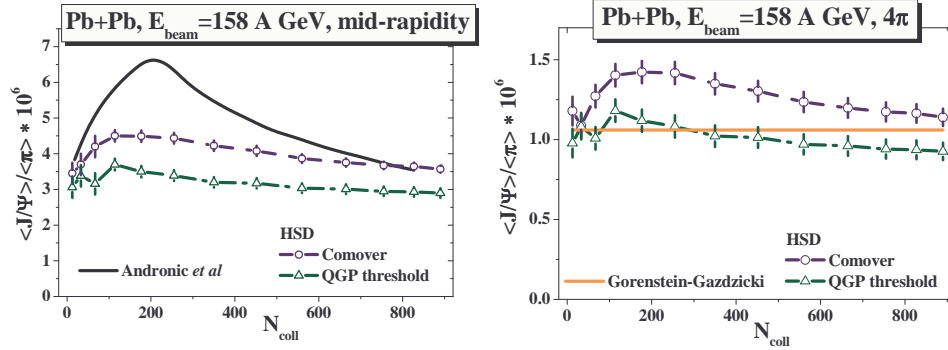 Pb+Pb, E_beam=158 A GeV, mid-rapidity
<J/Ψ>/<π> * 10^6
7
6
5
4
3
2
1
0
HSD
Comover
QGP threshold
Andronic et al
0 200 400 600 800
N_coll
Pb+Pb, E_beam=158 A GeV, 4π
<J/Ψ>/<π> * 10^6
1.5
1.0
0.5
0.0
HSD
Comover
QGP threshold
Gorenstein-Gazdzicki
0 200 400 600 800
N_coll